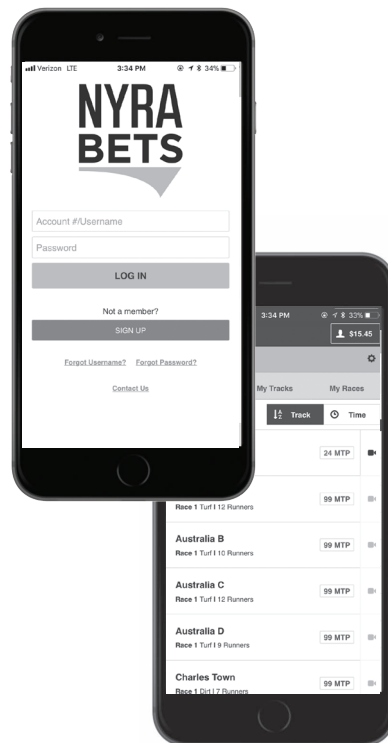 Verizon LTE 3:34 PM 34%
NYRA
BETS
Account #/Username
Password
LOG IN
Not a member?
SIGN UP
Forgot Username? Forgot Password?
Contact Us
3:34 PM 33%
$15.45
My Tracks My Races
Track Time
24 MTP
Race 1 Turf | 12 Runners 99 MTP
Australia B
Race 1 Turf | 10 Runners 99 MTP
Australia C
Race 1 Turf | 12 Runners 99 MTP
Australia D
Race 1 Turf | 9 Runners 99 MTP
Charles Town
Race 1 Dirt | 7 Runners 99 MTP